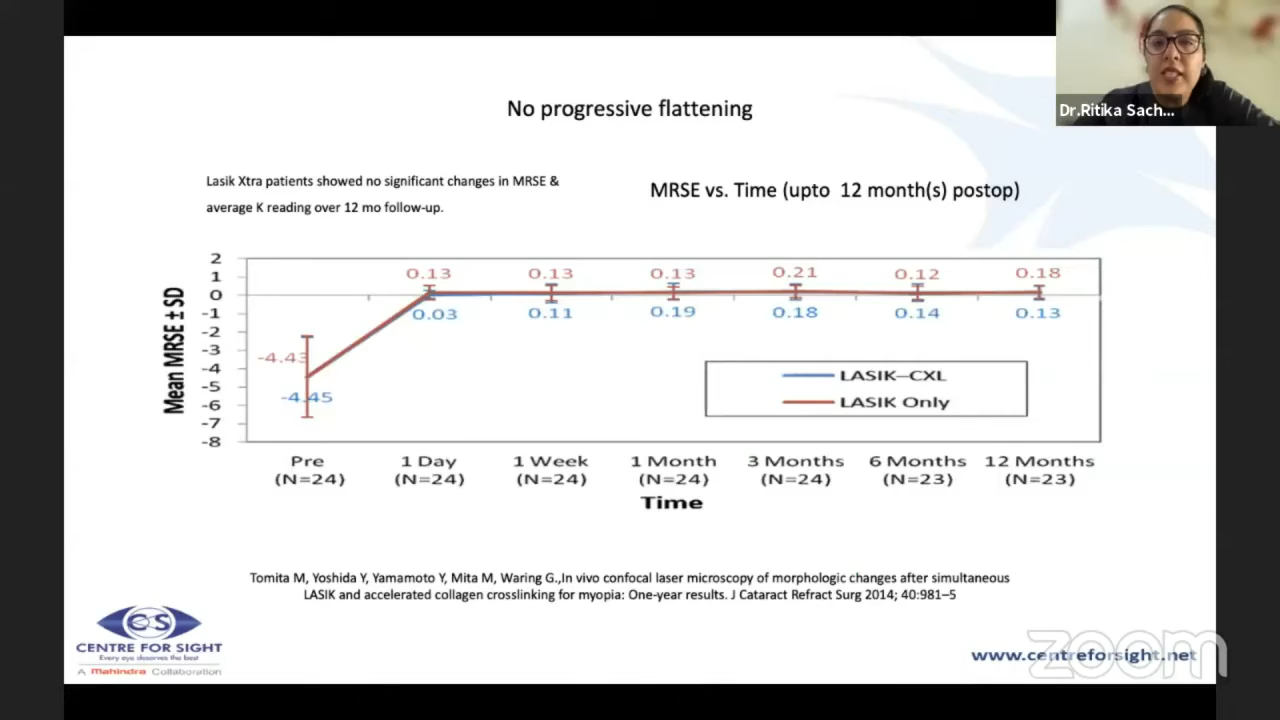 Dr.Ritika Sach...
No progressive flattening
Lasik Xtra patients showed no significant changes in MRSE &
average K reading over 12 mo follow-up.
MRSE vs. Time (upto 12 month(s) postop)
Mean MRSE ± SD
2
1
0
-1
-2
-3
-4
-5
-6
-7
-8
-4.43
0.13
0.13
0.13
0.21
0.12
0.18
-4.45
0.03
0.11
0.19
0.18
0.14
0.13
LASIK–CXL
LASIK Only
Pre 1 Day 1 Week 1 Month 3 Months 6 Months 12 Months
(N=24) (N=24) (N=24) (N=24) (N=24) (N=23) (N=23)
Time
Tomita M, Yoshida Y, Yamamoto Y, Mita M, Waring G.,In vivo confocal laser microscopy of morphologic changes after simultaneous
LASIK and accelerated collagen crosslinking for myopia: One-year results. J Cataract Refract Surg 2014; 40:981–5
CS
CENTRE FOR SIGHT
Every eye deserves the best
A Mahindra Collaboration
www.centreforsight.net
zoom